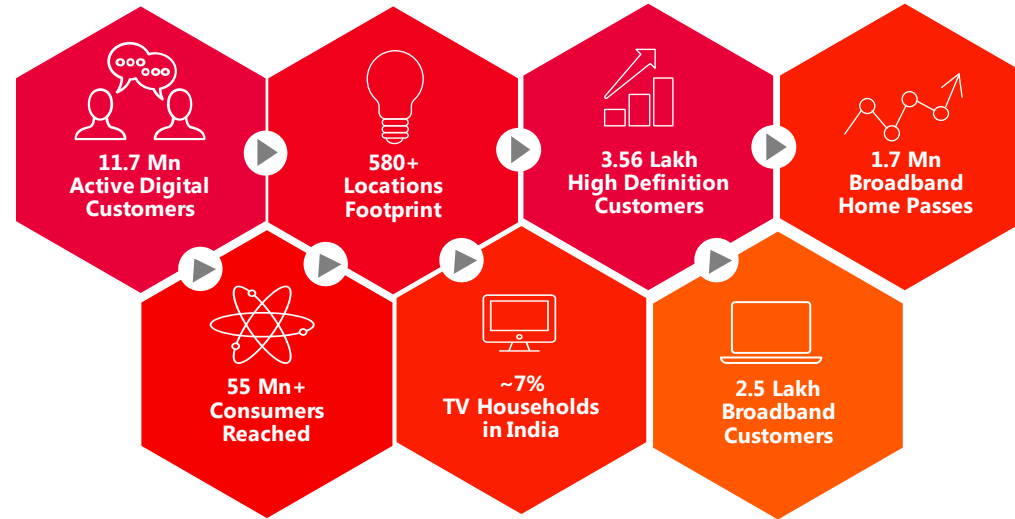 11.7 Mn
Active Digital
Customers
580+
Locations
Footprint
3.56 Lakh
High Definition
Customers
1.7 Mn
Broadband
Home Passes
55 Mn+
Consumers
Reached
~7%
TV Households
in India
2.5 Lakh
Broadband
Customers